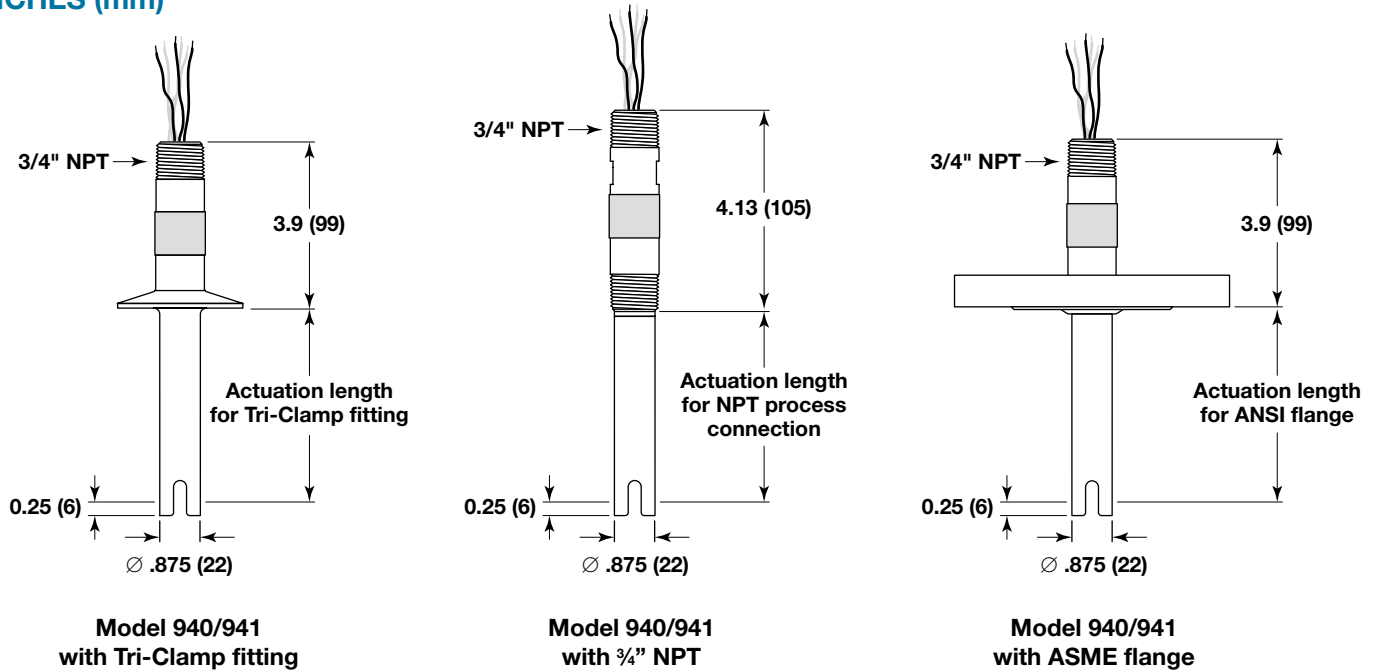 (mm)
3/4" NPT
3.9 (99)
Actuation length
for Tri-Clamp fitting
0.25 (6)
∅ .875 (22)
Model 940/941
with Tri-Clamp fitting
3/4" NPT
4.13 (105)
Actuation length
for NPT process
connection
0.25 (6)
∅ .875 (22)
Model 940/941
with ¾” NPT
3/4" NPT
3.9 (99)
Actuation length
for ANSI flange
0.25 (6)
∅ .875 (22)
Model 940/941
with ASME flange